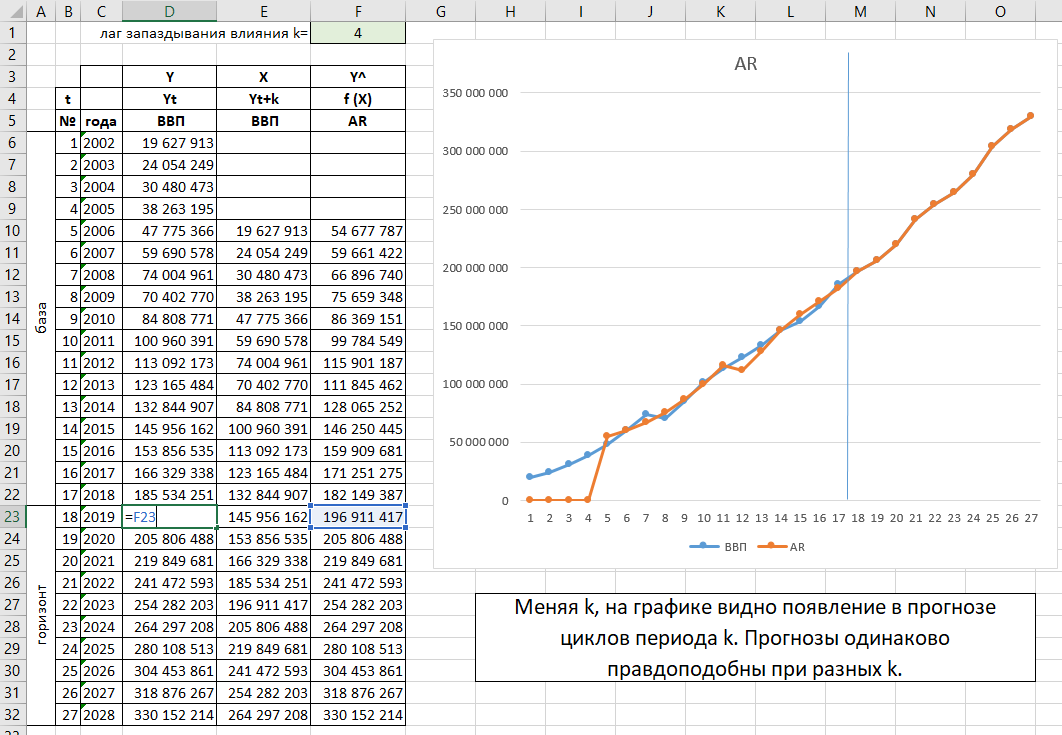 A B C D E F G H I J K L M N O
1 лаг запаздывания влияния k= 4
2
3 Y X Y^
4 t Yt Yt+k f (X)
5 № года ВВП ВВП AR
6 1 2002 19 627 913
7 2 2003 24 054 249
8 3 2004 30 480 473
9 4 2005 38 263 195
10 5 2006 47 775 366 19 627 913 54 677 787
11 6 2007 59 690 578 24 054 249 59 661 422
12 7 2008 74 004 961 30 480 473 66 896 740
13 8 2009 70 402 770 38 263 195 75 659 348
14 9 2010 84 808 771 47 775 366 86 369 151
15 10 2011 100 960 391 59 690 578 99 784 549
16 11 2012 113 092 173 74 004 961 115 901 187
17 12 2013 123 165 484 70 402 770 111 845 462
18 13 2014 132 844 907 84 808 771 128 065 252
19 14 2015 145 956 162 100 960 391 146 250 445
20 15 2016 153 856 535 113 092 173 159 909 681
21 16 2017 166 329 338 123 165 484 171 251 275
22 17 2018 185 534 251 132 844 907 182 149 387
23 18 2019 =F23 145 956 162 196 911 417
24 19 2020 205 806 488 153 856 535 205 806 488
25 20 2021 219 849 681 166 329 338 219 849 681
26 21 2022 241 472 593 185 534 251 241 472 593
27 22 2023 254 282 203 196 911 417 254 282 203
28 23 2024 264 297 208 205 806 488 264 297 208
29 24 2025 280 108 513 219 849 681 280 108 513
30 25 2026 304 453 861 241 472 593 304 453 861
31 26 2027 318 876 267 254 282 203 318 876 267
32 27 2028 330 152 214 264 297 208 330 152 214
база
горизонт
AR
350 000 000
300 000 000
250 000 000
200 000 000
150 000 000
100 000 000
50 000 000
0
1 2 3 4 5 6 7 8 9 10 11 12 13 14 15 16 17 18 19 20 21 22 23 24 25 26 27
ВВП AR
Меняя k, на графике видно появление в прогнозе
циклов периода k. Прогнозы одинаково
правдоподобны при разных k.